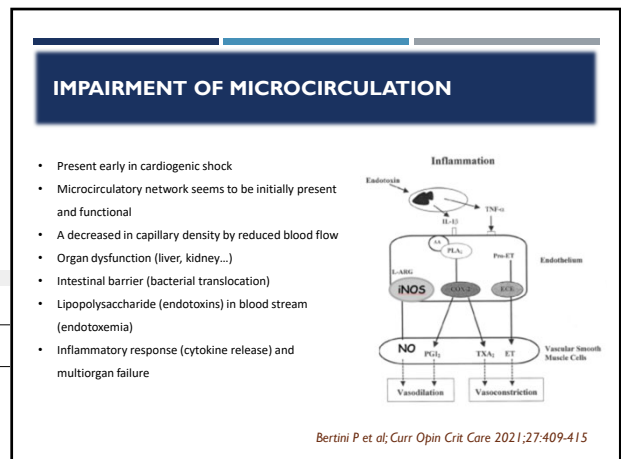 IMPAIRMENT OF MICROCIRCULATION
• Present early in cardiogenic shock
• Microcirculatory network seems to be initially present
and functional
• A decreased in capillary density by reduced blood flow
• Organ dysfunction (liver, kidney…)
• Intestinal barrier (bacterial translocation)
• Lipopolysaccharide (endotoxins) in blood stream
(endotoxemia)
• Inflammatory response (cytokine release) and
multiorgan failure
Inflammation
Endotoxin
TNF-α
AA
PLA₂
Pro-ET
Endothelium
L-ARG
iNOS
COX-2
ECE
NO
PGI₂
TXA₂
ET
Vascular Smooth
Muscle Cells
Vasodilation
Vasoconstriction
Bertini P et al; Curr Opin Crit Care 2021;27:409-415